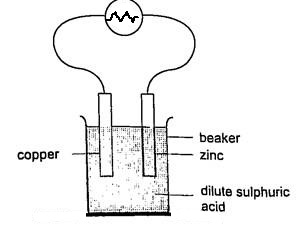 beaker
copper
zinc
dilute sulphuric
acid